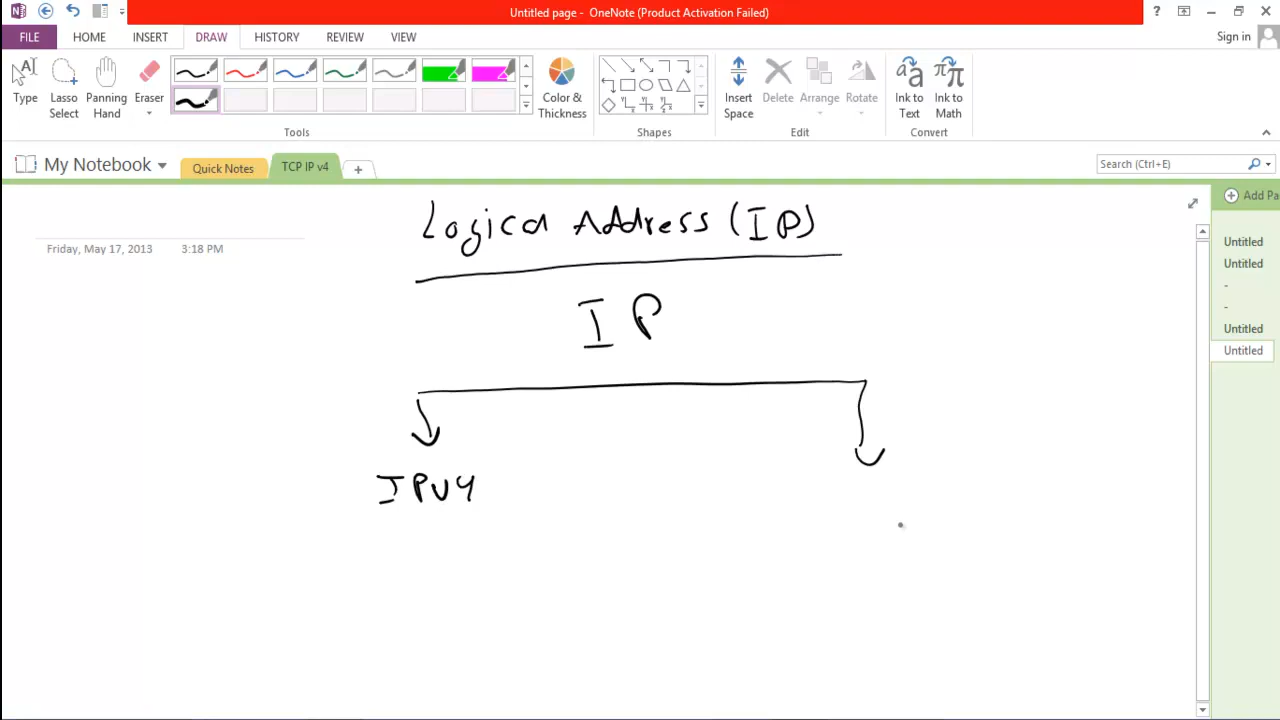 Untitled page - OneNote (Product Activation Failed)
?
FILE HOME INSERT DRAW HISTORY REVIEW VIEW
Sign in
Type
Lasso Select
Panning Hand
Eraser
Color & Thickness
Insert Space
Delete
Arrange
Rotate
Ink to Text
Ink to Math
Tools
Shapes
Edit
Convert
My Notebook
Quick Notes
TCP IP v4
Search (Ctrl+E)
Add Pa
Untitled
Untitled
-
-
Untitled
Untitled
Friday, May 17, 2013 3:18 PM
Logical Address (IP)
IP
IPv4